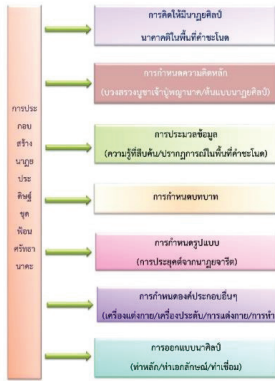 การประ
กอบ
สร้าง
นาฏย
ประ
ดิษฐ์
ชุด
ฟ้อน
ศรัทธา
นาคะ
การคิดให้มีนาฏยศิลป์
นาคาคติในพื้นที่คำชะโนด
การกำหนดความคิดหลัก
(บวงสรวงบูชาเจ้าปู่พญานาค/ต้นแบบนาฏยศิลป์)
การประมวลข้อมูล
(ความรู้ที่สืบค้น/ปรากฏการณ์ในพื้นที่คำชะโนด)
การกำหนดบทบาท
การกำหนดรูปแบบ
(การประยุกต์จากนาฏยจารีต)
การกำหนดองค์ประกอบอื่นๆ
(เครื่องแต่งกาย/เครื่องประดับ/การแต่งกาย/การทำ
การออกแบบนาศิลป์
(ท่าหลัก/ท่าเอกลักษณ์/ท่าเชื่อม)